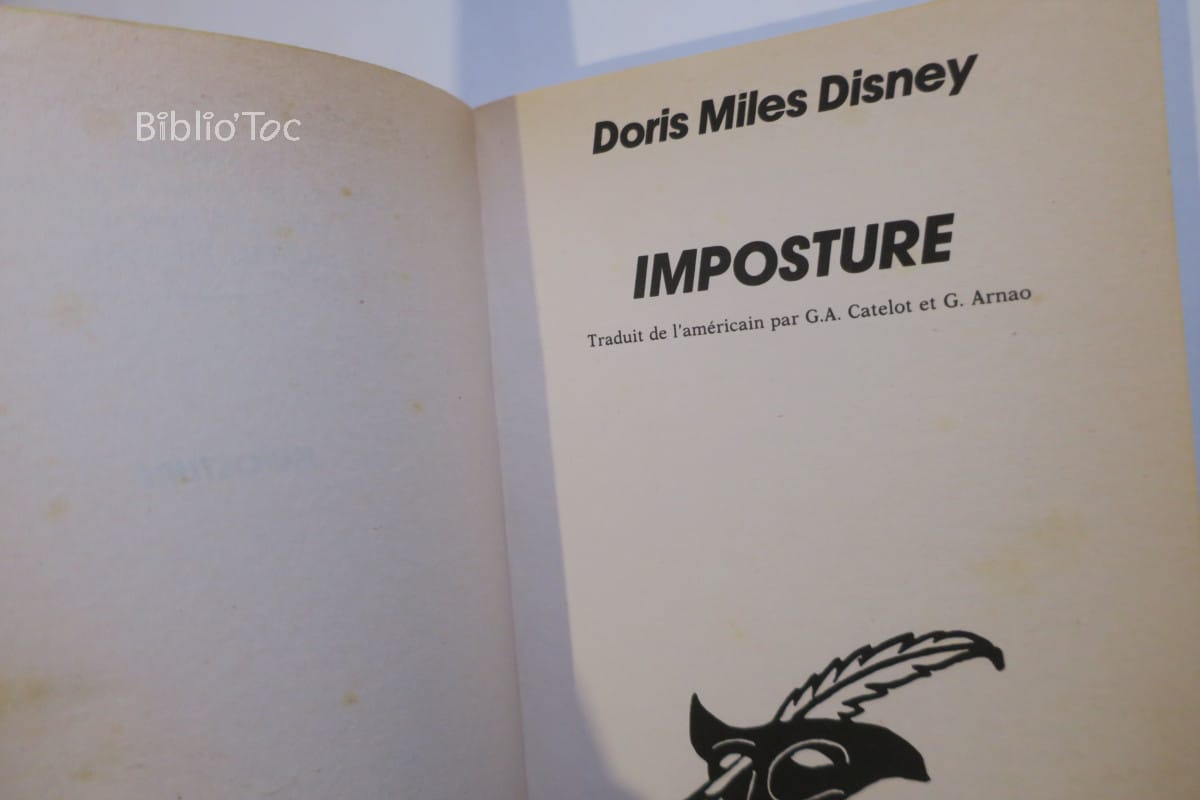 Biblio'Toc
Doris Miles Disney
IMPOSTURE
Traduit de l'américain par G.A. Catelot et G. Arnao